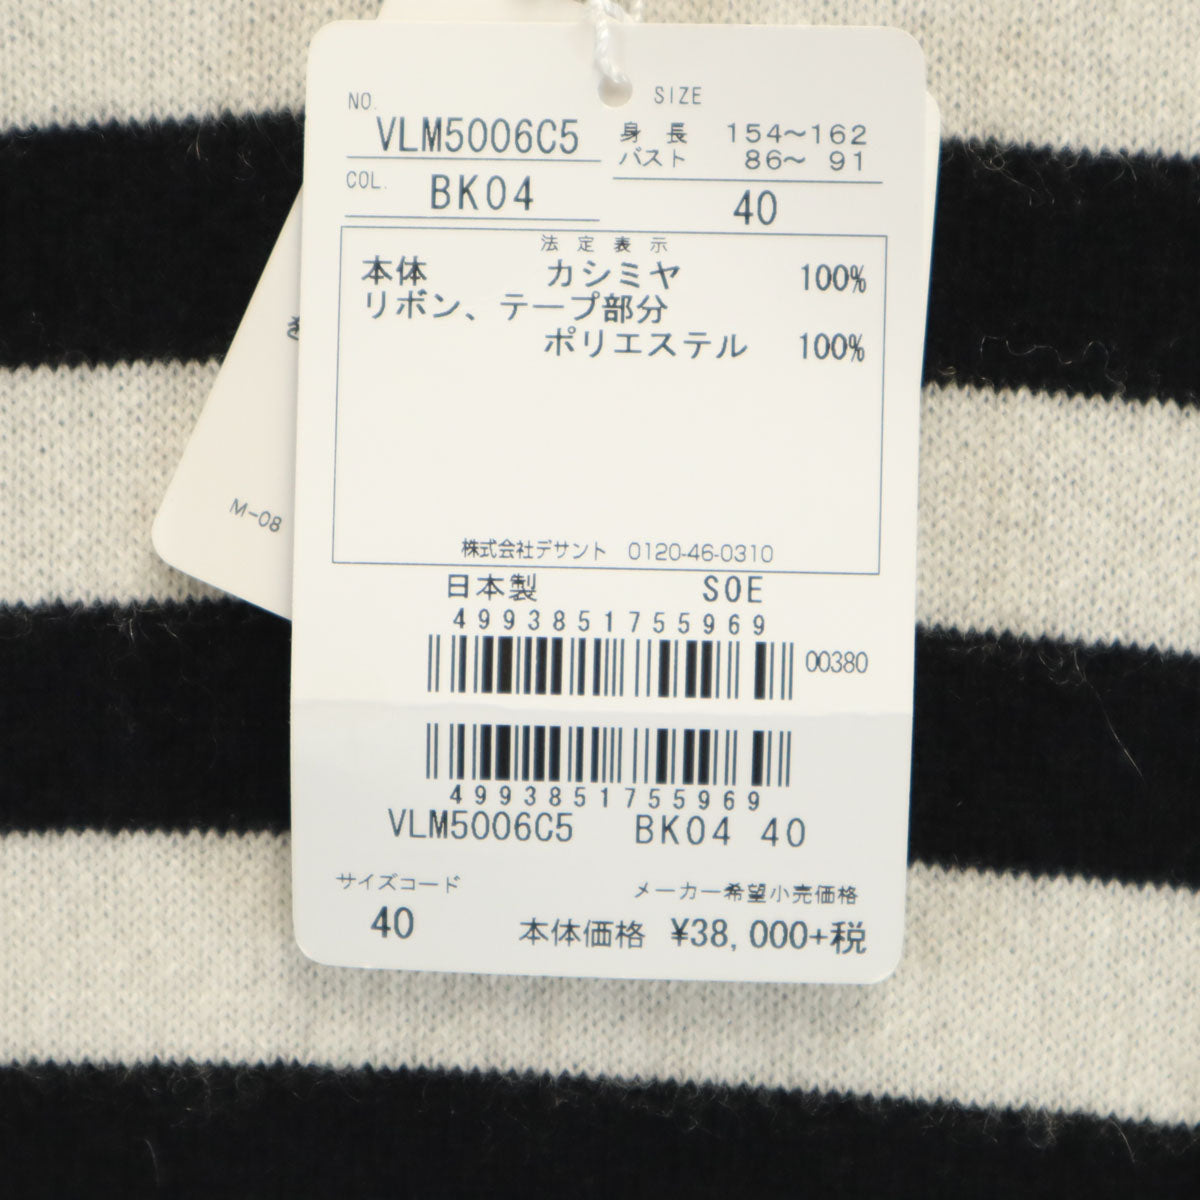 NO.
VLM5006C5
COL.
BK04
SIZE
身長 154～162
バスト 86～ 91
40
法定表示
本体 カシミヤ 100%
リボン、テープ部分
ポリエステル 100%
株式会社デサント 0120-46-0310
日本製 S0E
4993851755969
00380
4993851755969
VLM5006C5 BK04 40
サイズコード
40
メーカー希望小売価格
本体価格 ¥38,000+税
M-08